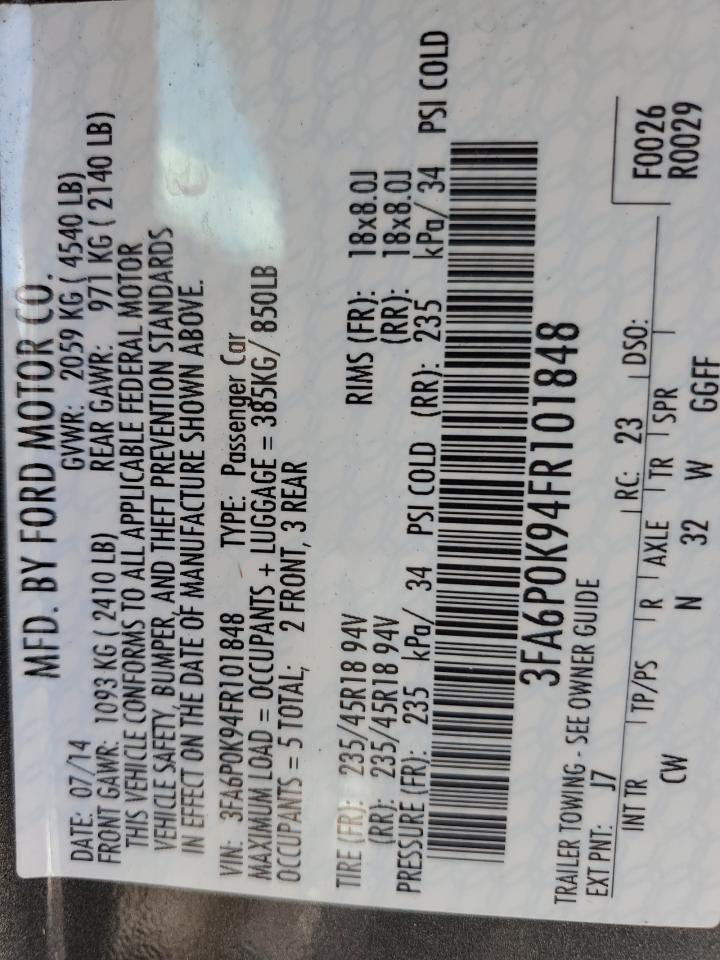 MFD. BY FORD MOTOR CO.
DATE: 07/14 GVWR: 2059 KG ( 4540 LB)
FRONT GAWR: 1093 KG ( 2410 LB) REAR GAWR: 971 KG ( 2140 LB)
THIS VEHICLE CONFORMS TO ALL APPLICABLE FEDERAL MOTOR
VEHICLE SAFETY, BUMPER, AND THEFT PREVENTION STANDARDS
IN EFFECT ON THE DATE OF MANUFACTURE SHOWN ABOVE.
VIN: 3FA6P0K94FR101848 TYPE: Passenger Car
MAXIMUM LOAD = OCCUPANTS + LUGGAGE = 385KG/ 850LB
OCCUPANTS = 5 TOTAL; 2 FRONT, 3 REAR
TIRE (FR): 235/45R18 94V RIMS (FR): 18x8.0J
(RR): 235/45R18 94V (RR): 18x8.0J
PRESSURE (FR): 235 kPa/ 34 PSI COLD (RR): 235 kPa/ 34 PSI COLD
3FA6P0K94FR101848
TRAILER TOWING - SEE OWNER GUIDE
EXT PNT: J7 RC: 23 DSO: F0026
R0029
INT TR TP/PS R AXLE TR SPR
CW N 32 W GGFF